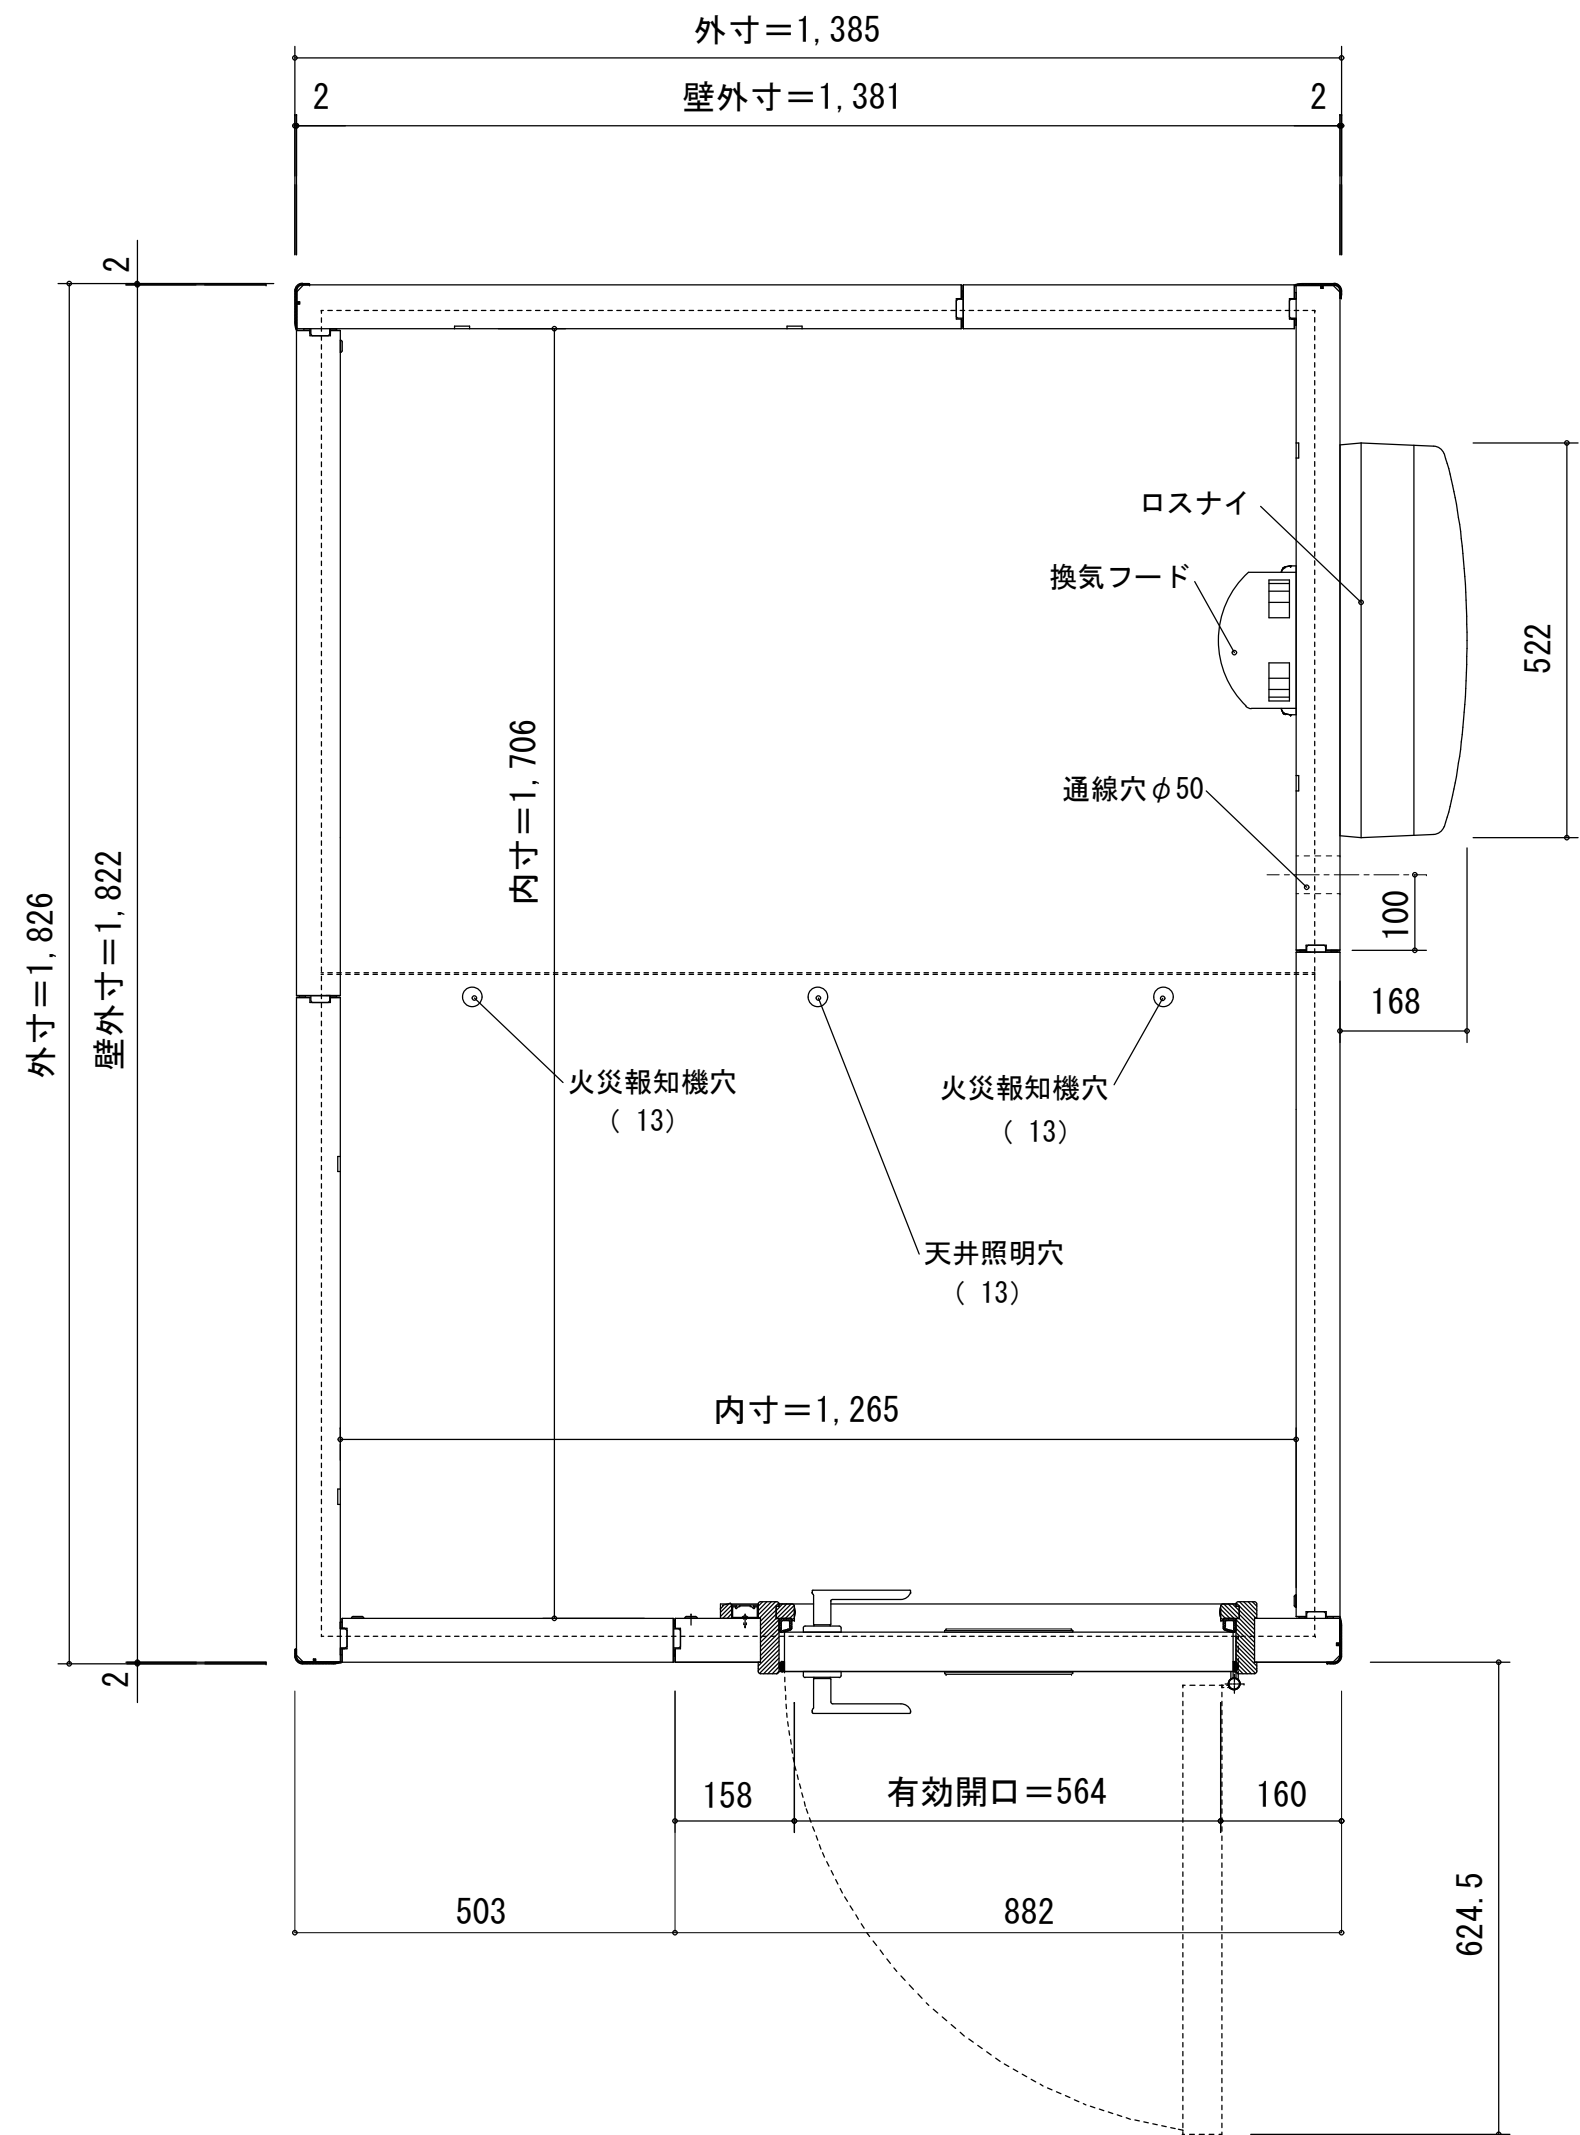 外寸＝1,385
2
壁外寸＝1,381
2
2
ロスナイ
換気フード
522
内寸＝1,706
通線穴φ50
外寸＝1,826
壁外寸＝1,822
100
168
火災報知機穴
( 13)
火災報知機穴
( 13)
天井照明穴
( 13)
内寸＝1,265
2
158
有効開口＝564
160
503
882
624.5